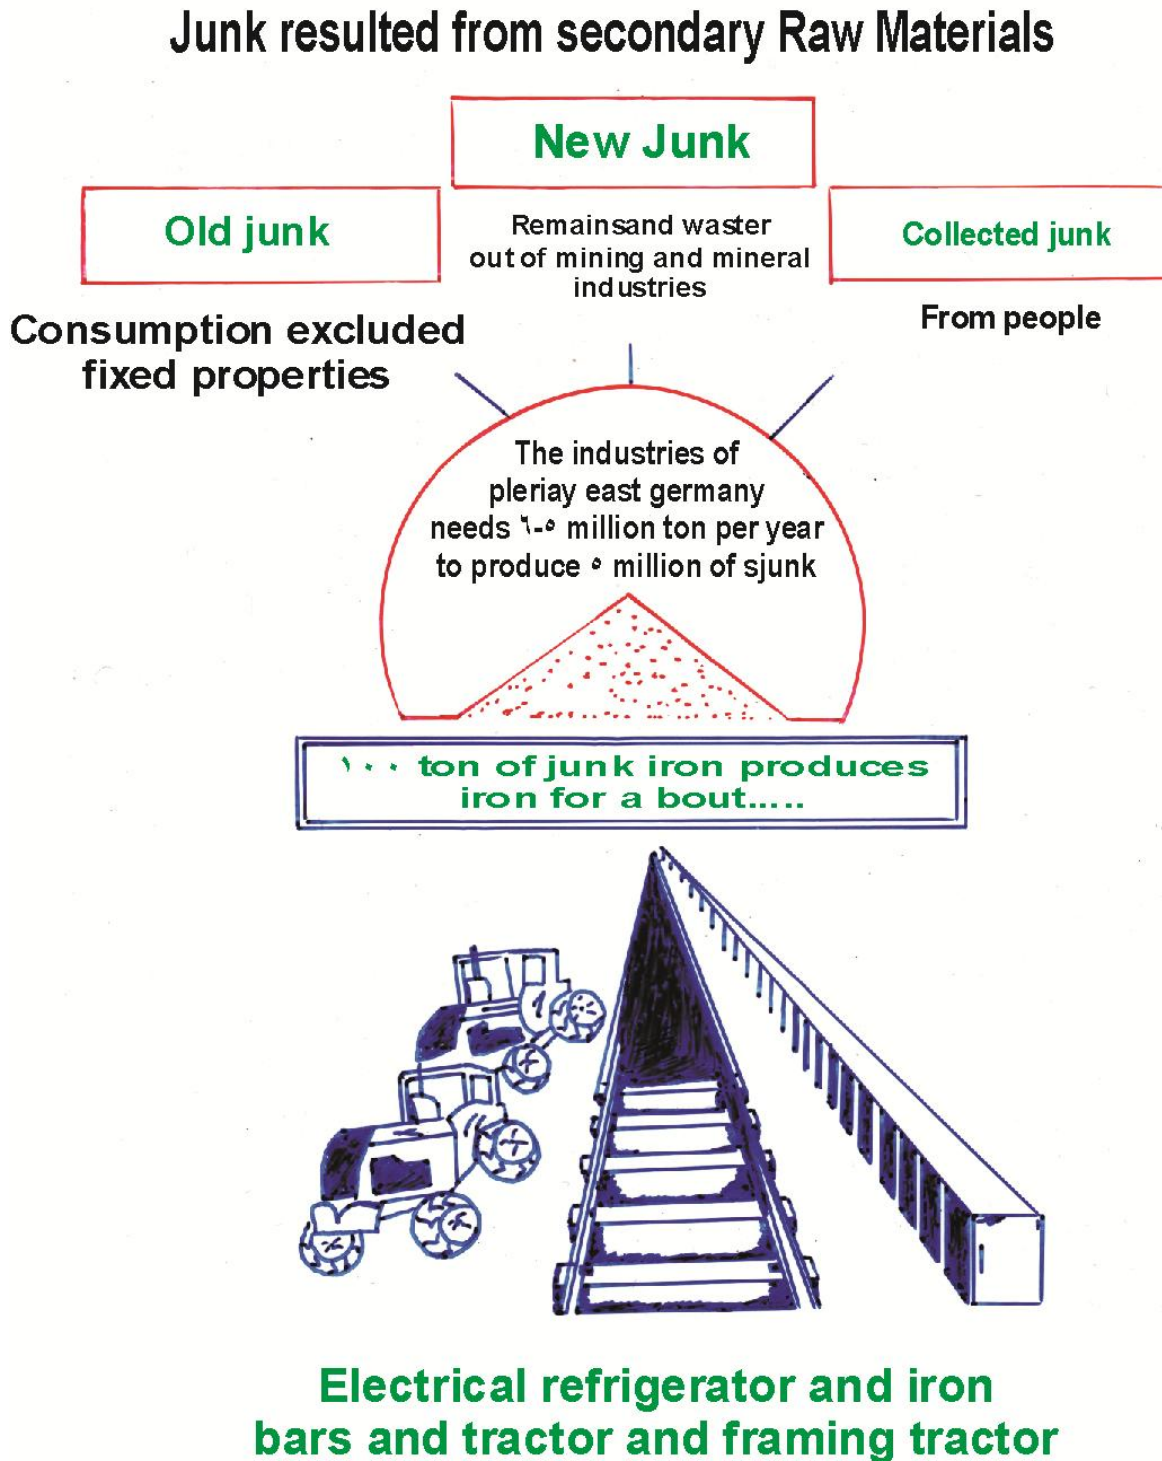 Junk resulted from secondary Raw Materials
New Junk
Old junk
Collected junk
Remainsand waster
out of mining and mineral
industries
Consumption excluded
fixed properties
From people
The industries of
pleriay east germany
needs ٦-٥ million ton per year
to produce ٥ million of sjunk
١٠٠ ton of junk iron produces
iron for a bout.....
Electrical refrigerator and iron
bars and tractor and framing tractor